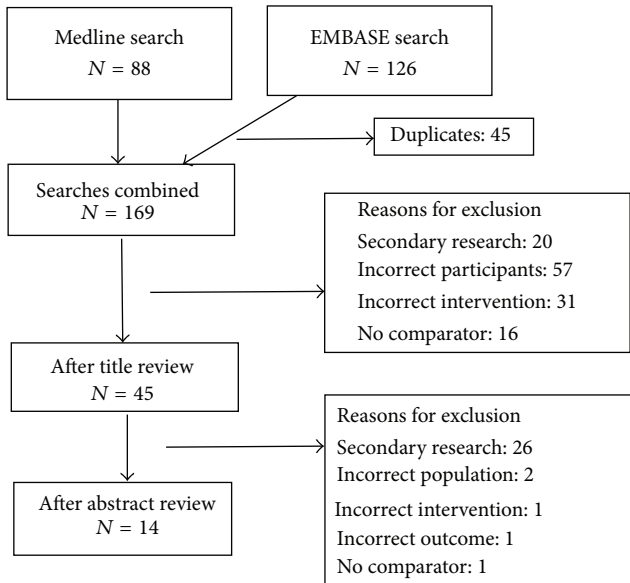 Medline search
N = 88
EMBASE search
N = 126
Duplicates: 45
Searches combined
N = 169
Reasons for exclusion
Secondary research: 20
Incorrect participants: 57
Incorrect intervention: 31
No comparator: 16
After title review
N = 45
Reasons for exclusion
Secondary research: 26
Incorrect population: 2
Incorrect intervention: 1
Incorrect outcome: 1
No comparator: 1
After abstract review
N = 14